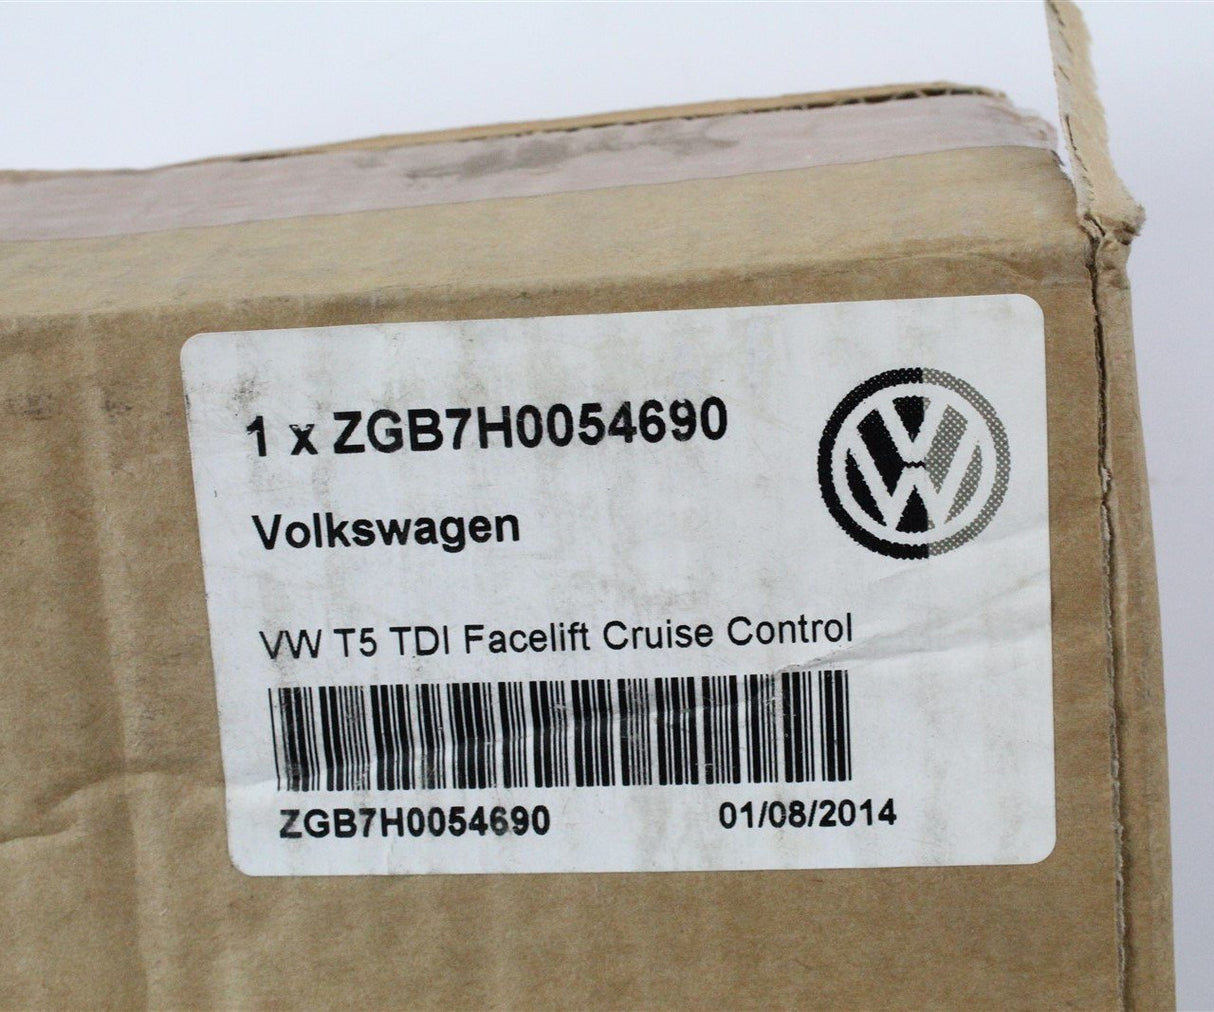 1 x ZGB7H0054690
Volkswagen
VW T5 TDI Facelift Cruise Control
ZGB7H0054690 01/08/2014